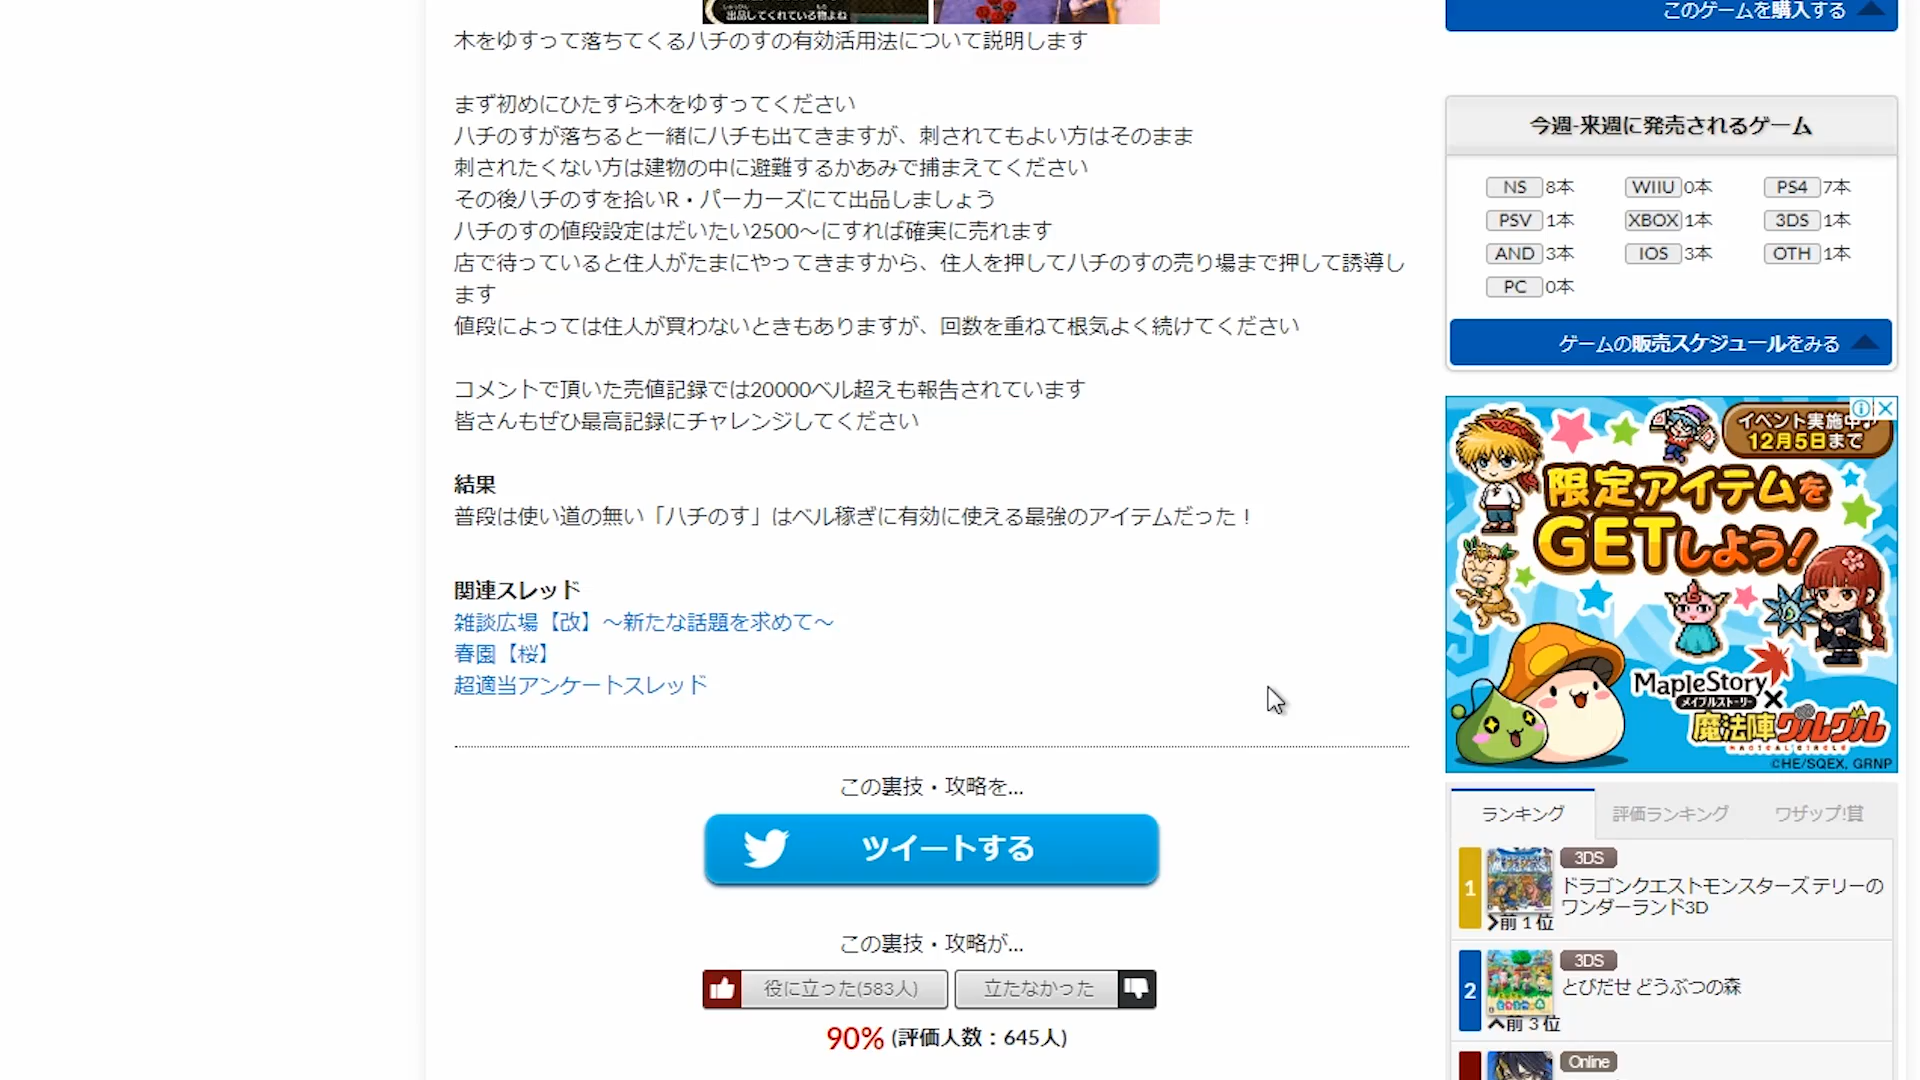 出品してくれている物よね
木をゆすって落ちてくるハチのすの有効活用法について説明します
まず初めにひたすら木をゆすってください
ハチのすが落ちると一緒にハチも出てきますが、刺されてもよい方はそのまま
刺されたくない方は建物の中に避難するかあみで捕まえてください
その後ハチのすを拾いR・パーカーズにて出品しましょう
ハチのすの値段設定はだいたい2500〜にすれば確実に売れます
店で待っていると住人がたまにやってきますから、住人を押してハチのすの売り場まで押して誘導し
ます
値段によっては住人が買わないときもありますが、回数を重ねて根気よく続けてください
コメントで頂いた売値記録では20000ベル超えも報告されています
皆さんもぜひ最高記録にチャレンジしてください
結果
普段は使い道の無い「ハチのす」はベル稼ぎに有効に使える最強のアイテムだった！
関連スレッド
雑談広場【改】〜新たな話題を求めて〜
春園【桜】
超適当アンケートスレッド
この裏技・攻略を...
ツイートする
この裏技・攻略が...
役に立った(583人)
立たなかった
90% (評価人数：645人)
このゲームを購入する
今週-来週に発売されるゲーム
NS 8本 WIIU 0本 PS4 7本
PSV 1本 XBOX 1本 3DS 1本
AND 3本 IOS 3本 OTH 1本
PC 0本
ゲームの販売スケジュールをみる
イベント実施中♪
12月5日まで
限定アイテムを
GETしよう!
MapleStory
メイプルストーリー
×
魔法陣グルグル
MAGICAL CIRCLE
©HE/SQEX, GRNP
ランキング 評価ランキング ワザップ!賞
1
3DS
ドラゴンクエストモンスターズ テリーの
ワンダーランド3D
前 1 位
2
3DS
とびだせ どうぶつの森
前 3 位
Online